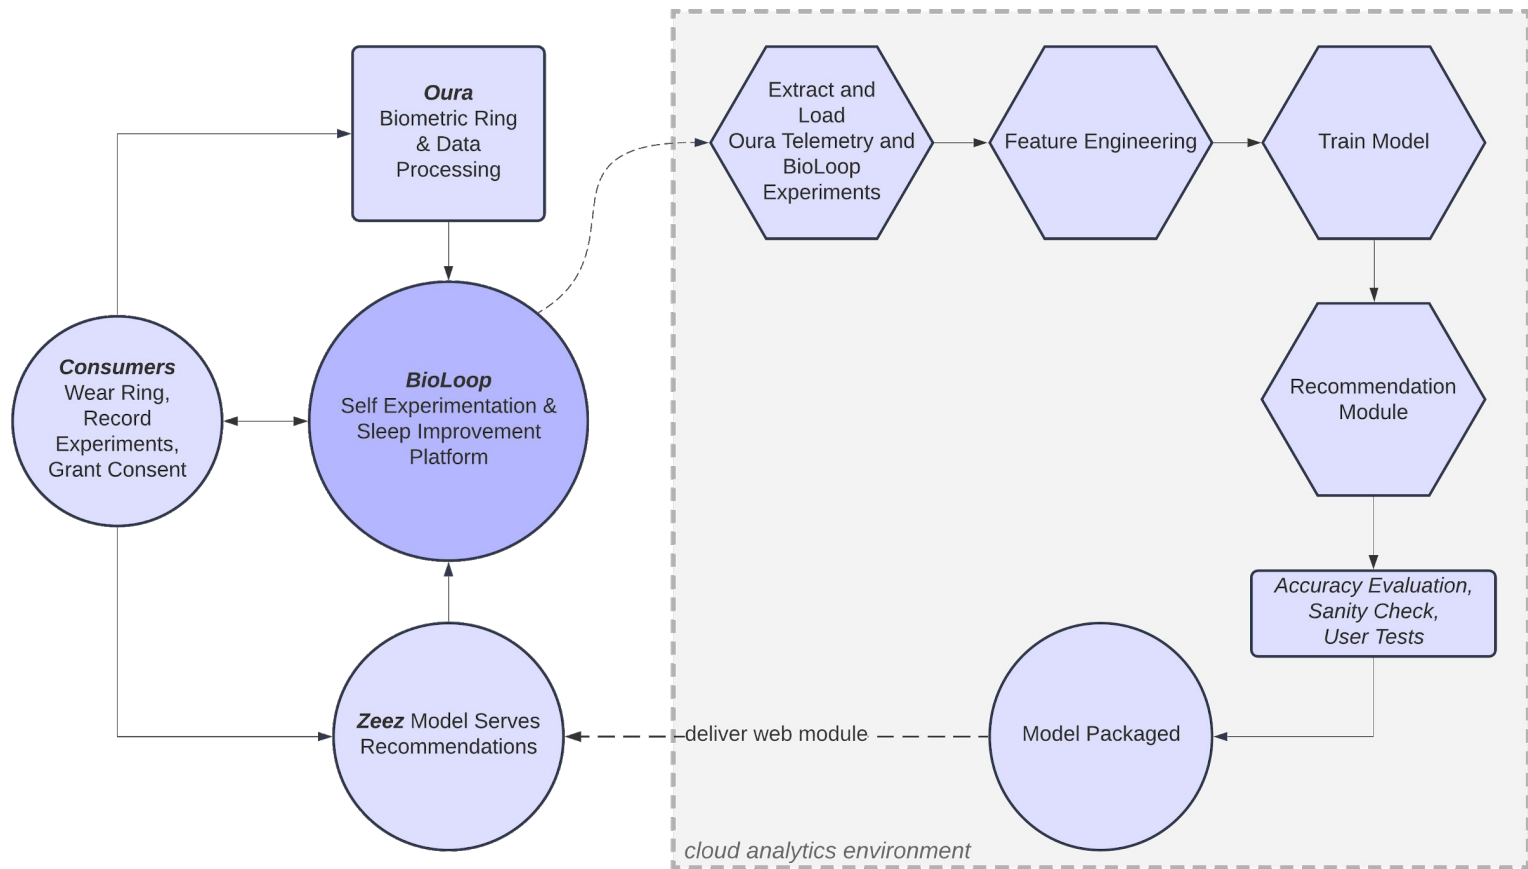 Oura
Biometric Ring
& Data
Processing
Extract and
Load
Oura Telemetry and
BioLoop
Experiments
Feature Engineering
Train Model
Consumers
Wear Ring,
Record
Experiments,
Grant Consent
BioLoop
Self Experimentation &
Sleep Improvement
Platform
Recommendation
Module
Accuracy Evaluation,
Sanity Check,
User Tests
Zeez Model Serves
Recommendations
deliver web module
Model Packaged
cloud analytics environment